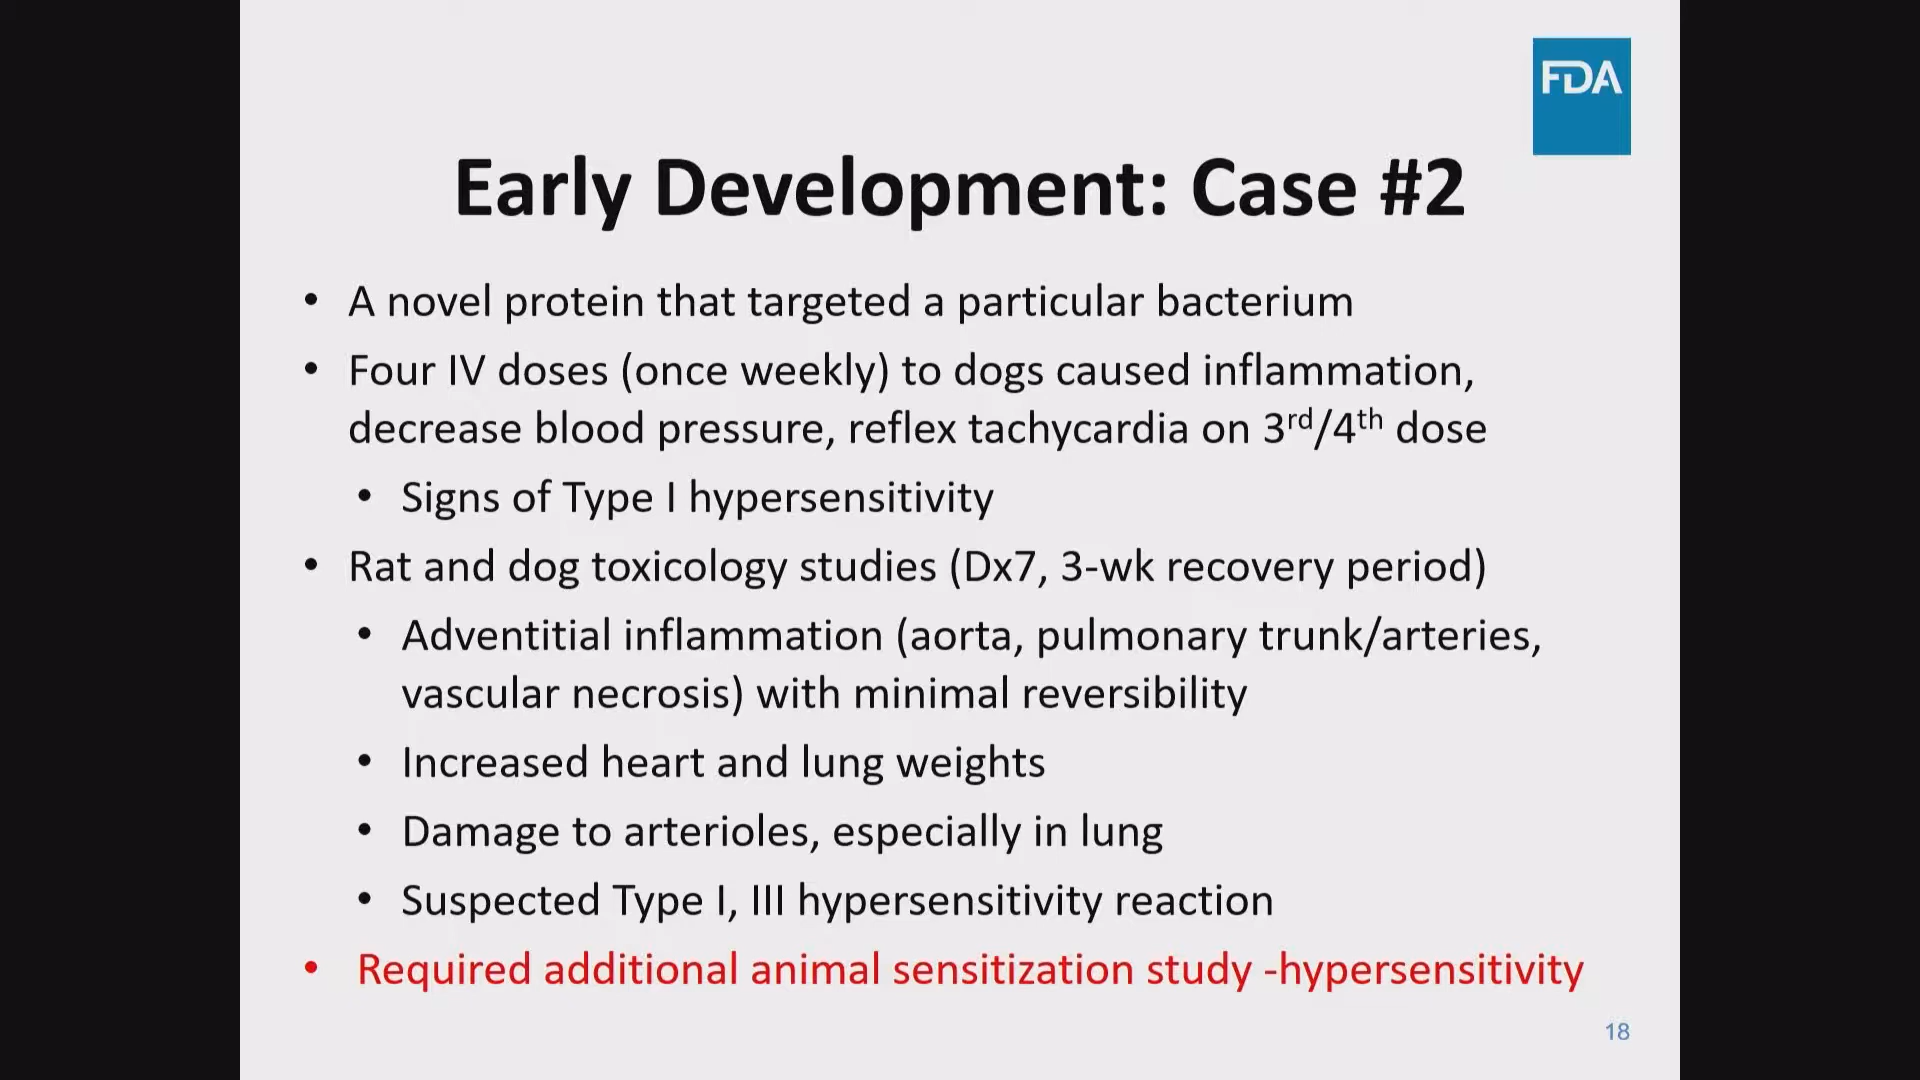 FDA
Early Development: Case #2
• A novel protein that targeted a particular bacterium
• Four IV doses (once weekly) to dogs caused inflammation,
decrease blood pressure, reflex tachycardia on 3rd/4th dose
• Signs of Type I hypersensitivity
• Rat and dog toxicology studies (Dx7, 3-wk recovery period)
• Adventitial inflammation (aorta, pulmonary trunk/arteries,
vascular necrosis) with minimal reversibility
• Increased heart and lung weights
• Damage to arterioles, especially in lung
• Suspected Type I, III hypersensitivity reaction
• Required additional animal sensitization study -hypersensitivity
18